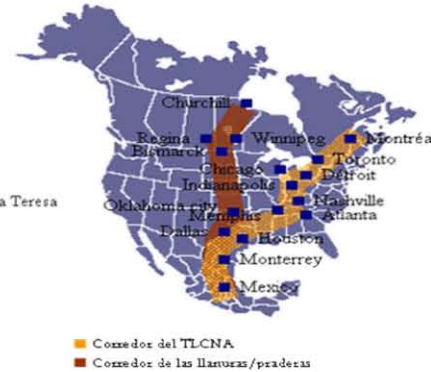 Churchill
Regina
Winnipeg
Montréa
Bismarck
Toronto
Chicago
Détroit
Indianapolis
a Teresa
Nashville
Oklahoma city
Memphis
Atlanta
Dallas
Houston
Monterrey
Mexico
Corredor del TLCNA
Corredor de las llanuras/praderas